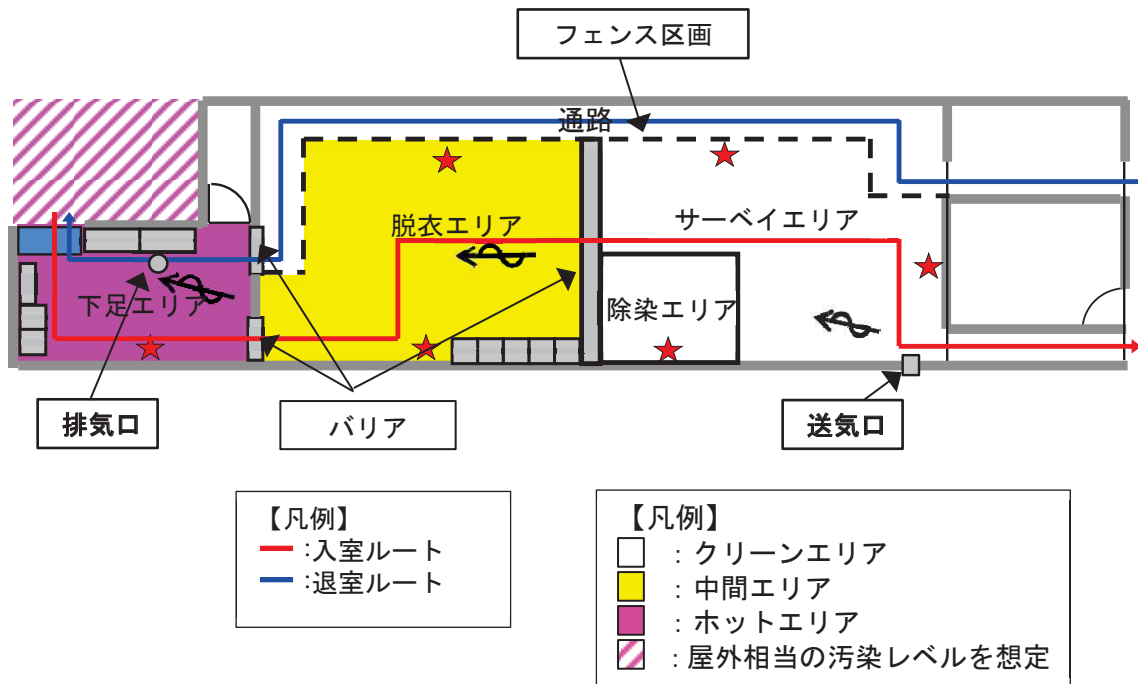 フェンス区画
通路
脱衣エリア
サーベイエリア
下足エリア
除染エリア
排気口
バリア
送気口
【凡例】
:入室ルート
:退室ルート
【凡例】
：クリーンエリア
：中間エリア
：ホットエリア
：屋外相当の汚染レベルを想定